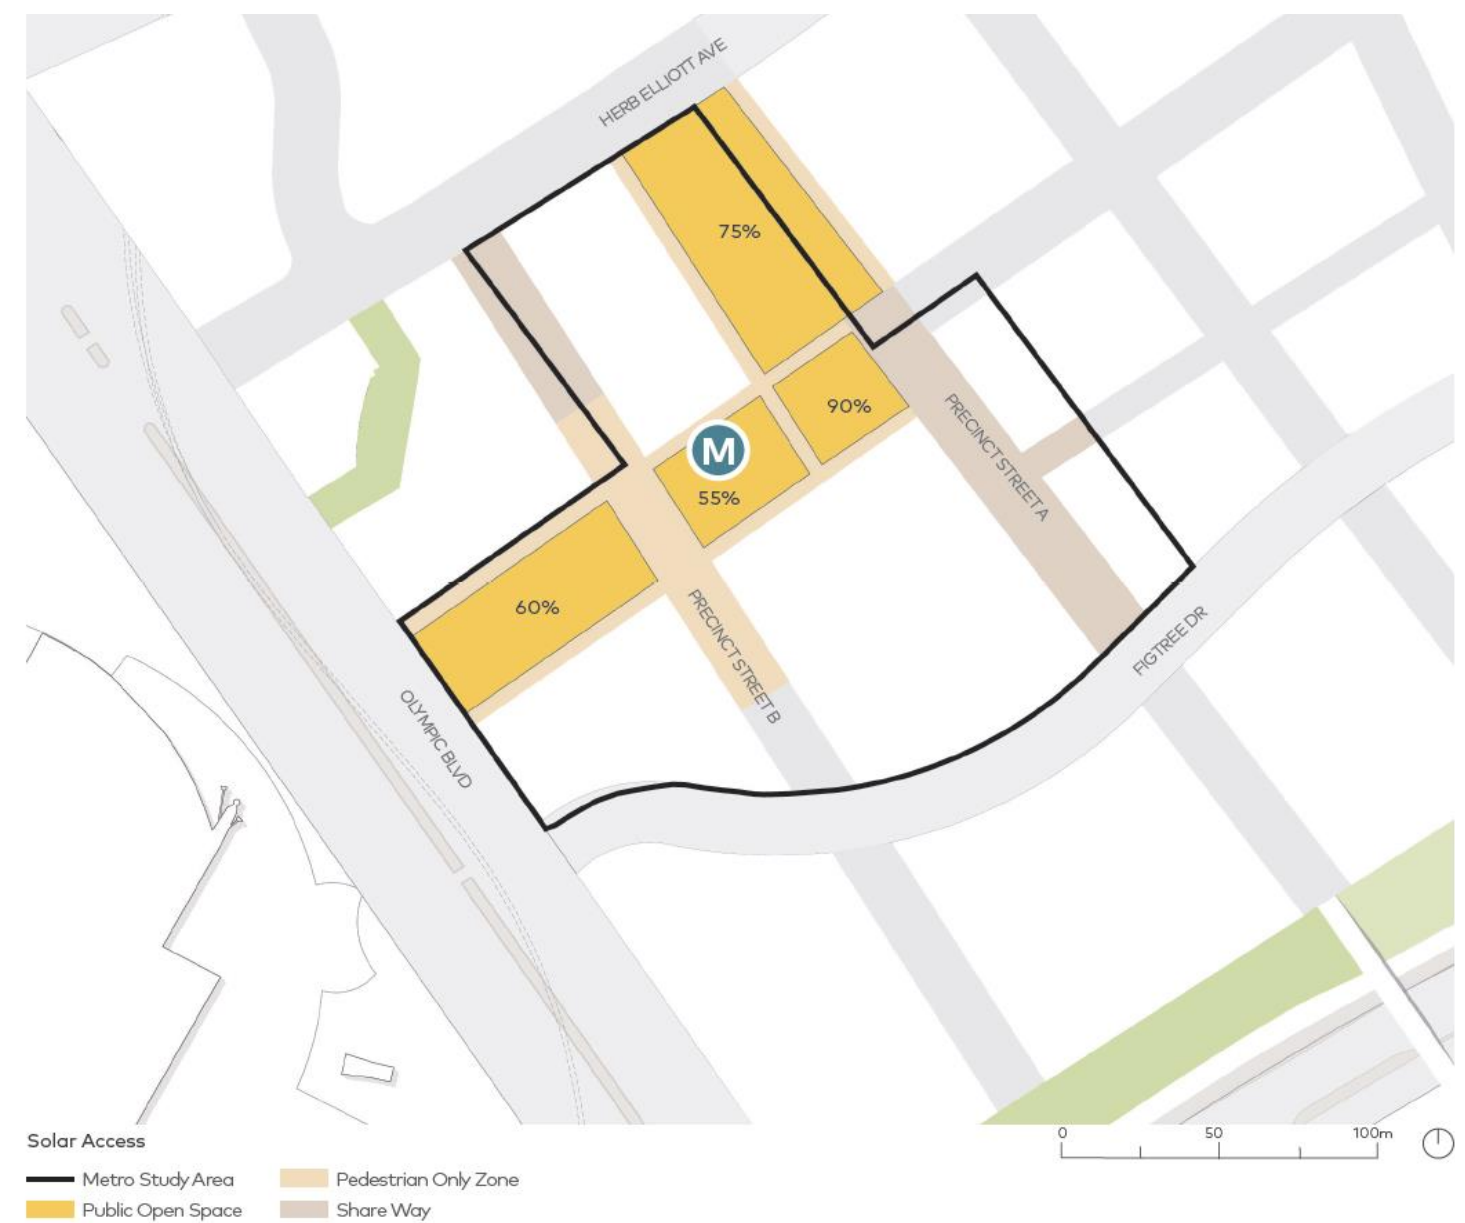 HERB ELLIOTT AVE
75%
90%
PRECINCT STREET A
M
55%
60%
PRECINCT STREET B
FIGTREE DR
OLYMPIC BLVD
0 50 100m
Solar Access
Metro Study Area
Pedestrian Only Zone
Public Open Space
Share Way